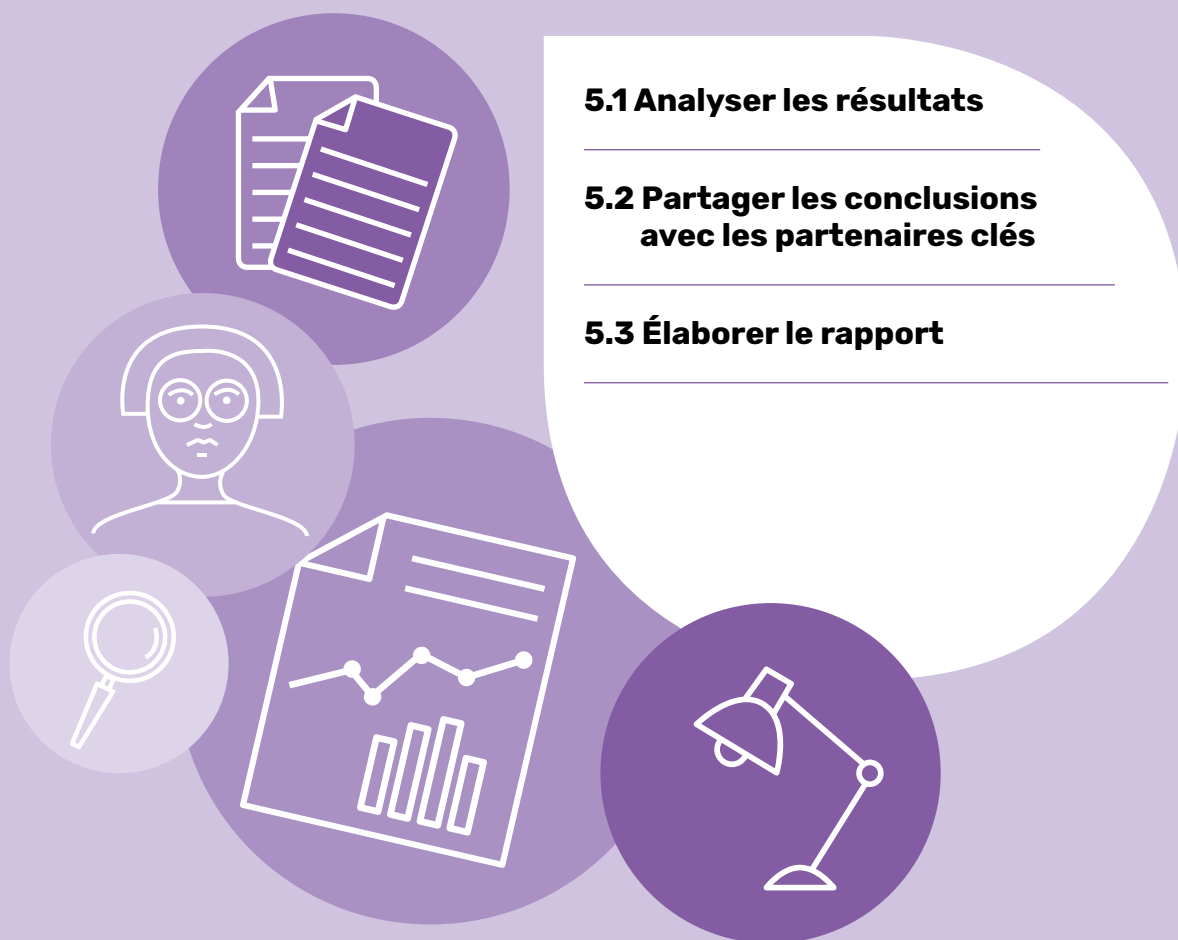 5.1 Analyser les résultats
5.2 Partager les conclusions
avec les partenaires clés
5.3 Élaborer le rapport